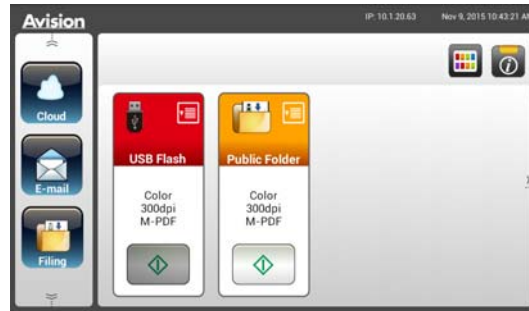 Avision
IP: 10.1.20.63
Nov 9, 2015 10:43:21 AM
Cloud
E-mail
Filing
USB Flash
Color
300dpi
M-PDF
Public Folder
Color
300dpi
M-PDF